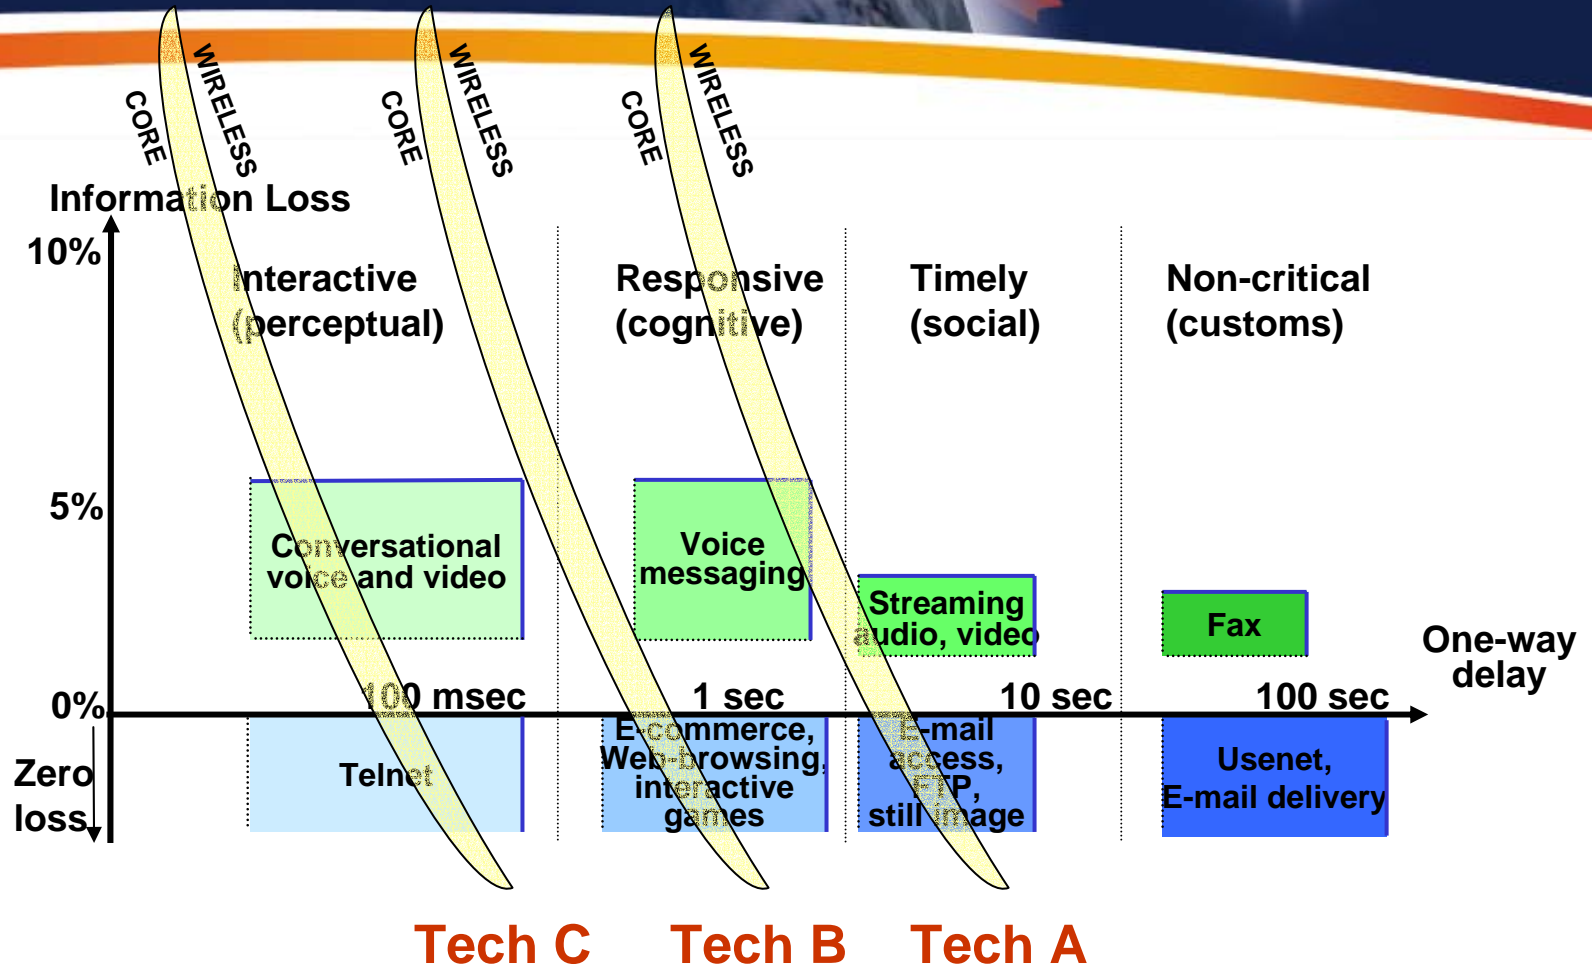 CORE
WIRELESS
CORE
WIRELESS
CORE
WIRELESS
Information Loss
10%
Interactive
(perceptual)
Responsive
(cognitive)
Timely
(social)
Non-critical
(customs)
5%
Conversational
voice and video
Voice
messaging
Streaming
audio, video
Fax
One-way
delay
0%
100 msec
1 sec
10 sec
100 sec
Zero
loss
Telnet
E-commerce,
Web-browsing,
interactive
games
E-mail
access,
FTP,
still image
Usenet,
E-mail delivery
Tech C
Tech B
Tech A